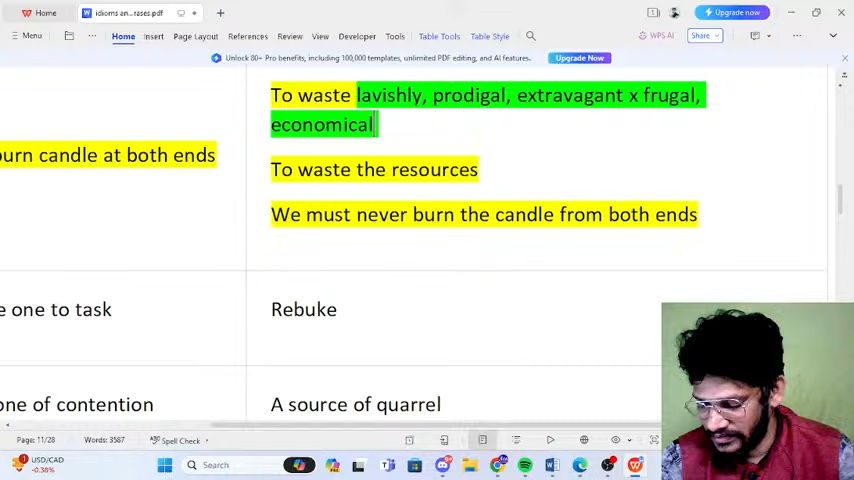 Home
idioms an...rases.pdf
Upgrade now
Menu
Home Insert Page Layout References Review View Developer Tools Table Tools Table Style
WPS AI
Share
Unlock 80+ Pro benefits, including 100,000 templates, unlimited PDF editing, and AI features. Upgrade Now
To waste lavishly, prodigal, extravagant x frugal,
economical
burn candle at both ends
To waste the resources
We must never burn the candle from both ends
e one to task
Rebuke
one of contention
A source of quarrel
Page: 11/28 Words: 3587 Spell Check
USD/CAD
-0.38%
Search